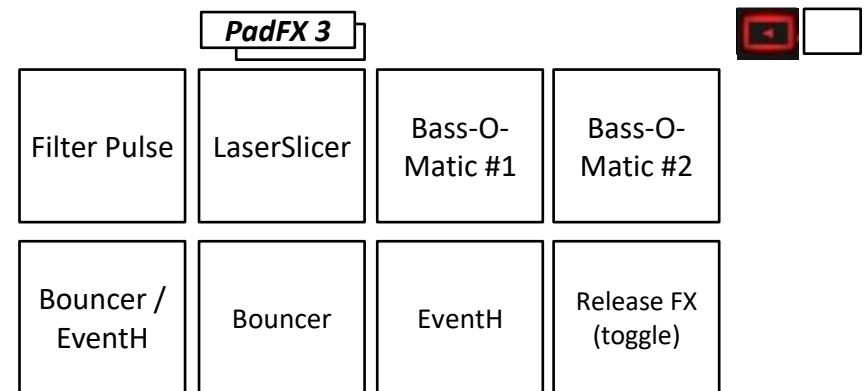 PadFX 3
Filter Pulse
LaserSlicer
Bass-O-
Matic #1
Bass-O-
Matic #2
Bouncer /
EventH
Bouncer
EventH
Release FX
(toggle)